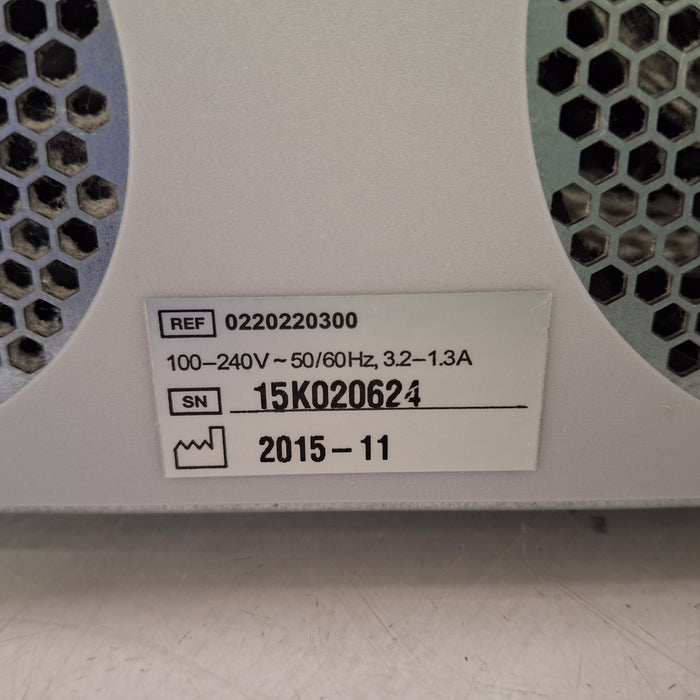 REF 0220220300
100–240V ~ 50/60Hz, 3.2–1.3A
SN 15K020624
2015–11